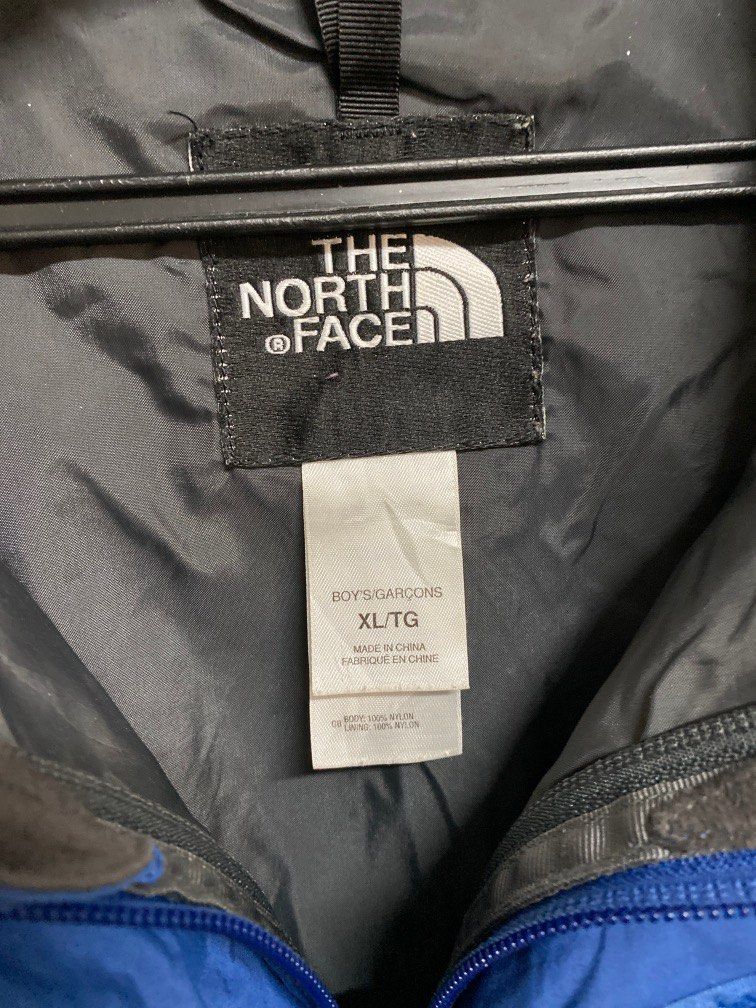 THE
NORTH
®FACE
BOY'S/GARÇONS
XL/TG
MADE IN CHINA
FABRIQUÉ EN CHINE
GB BODY: 100% NYLON
LINING: 100% NYLON